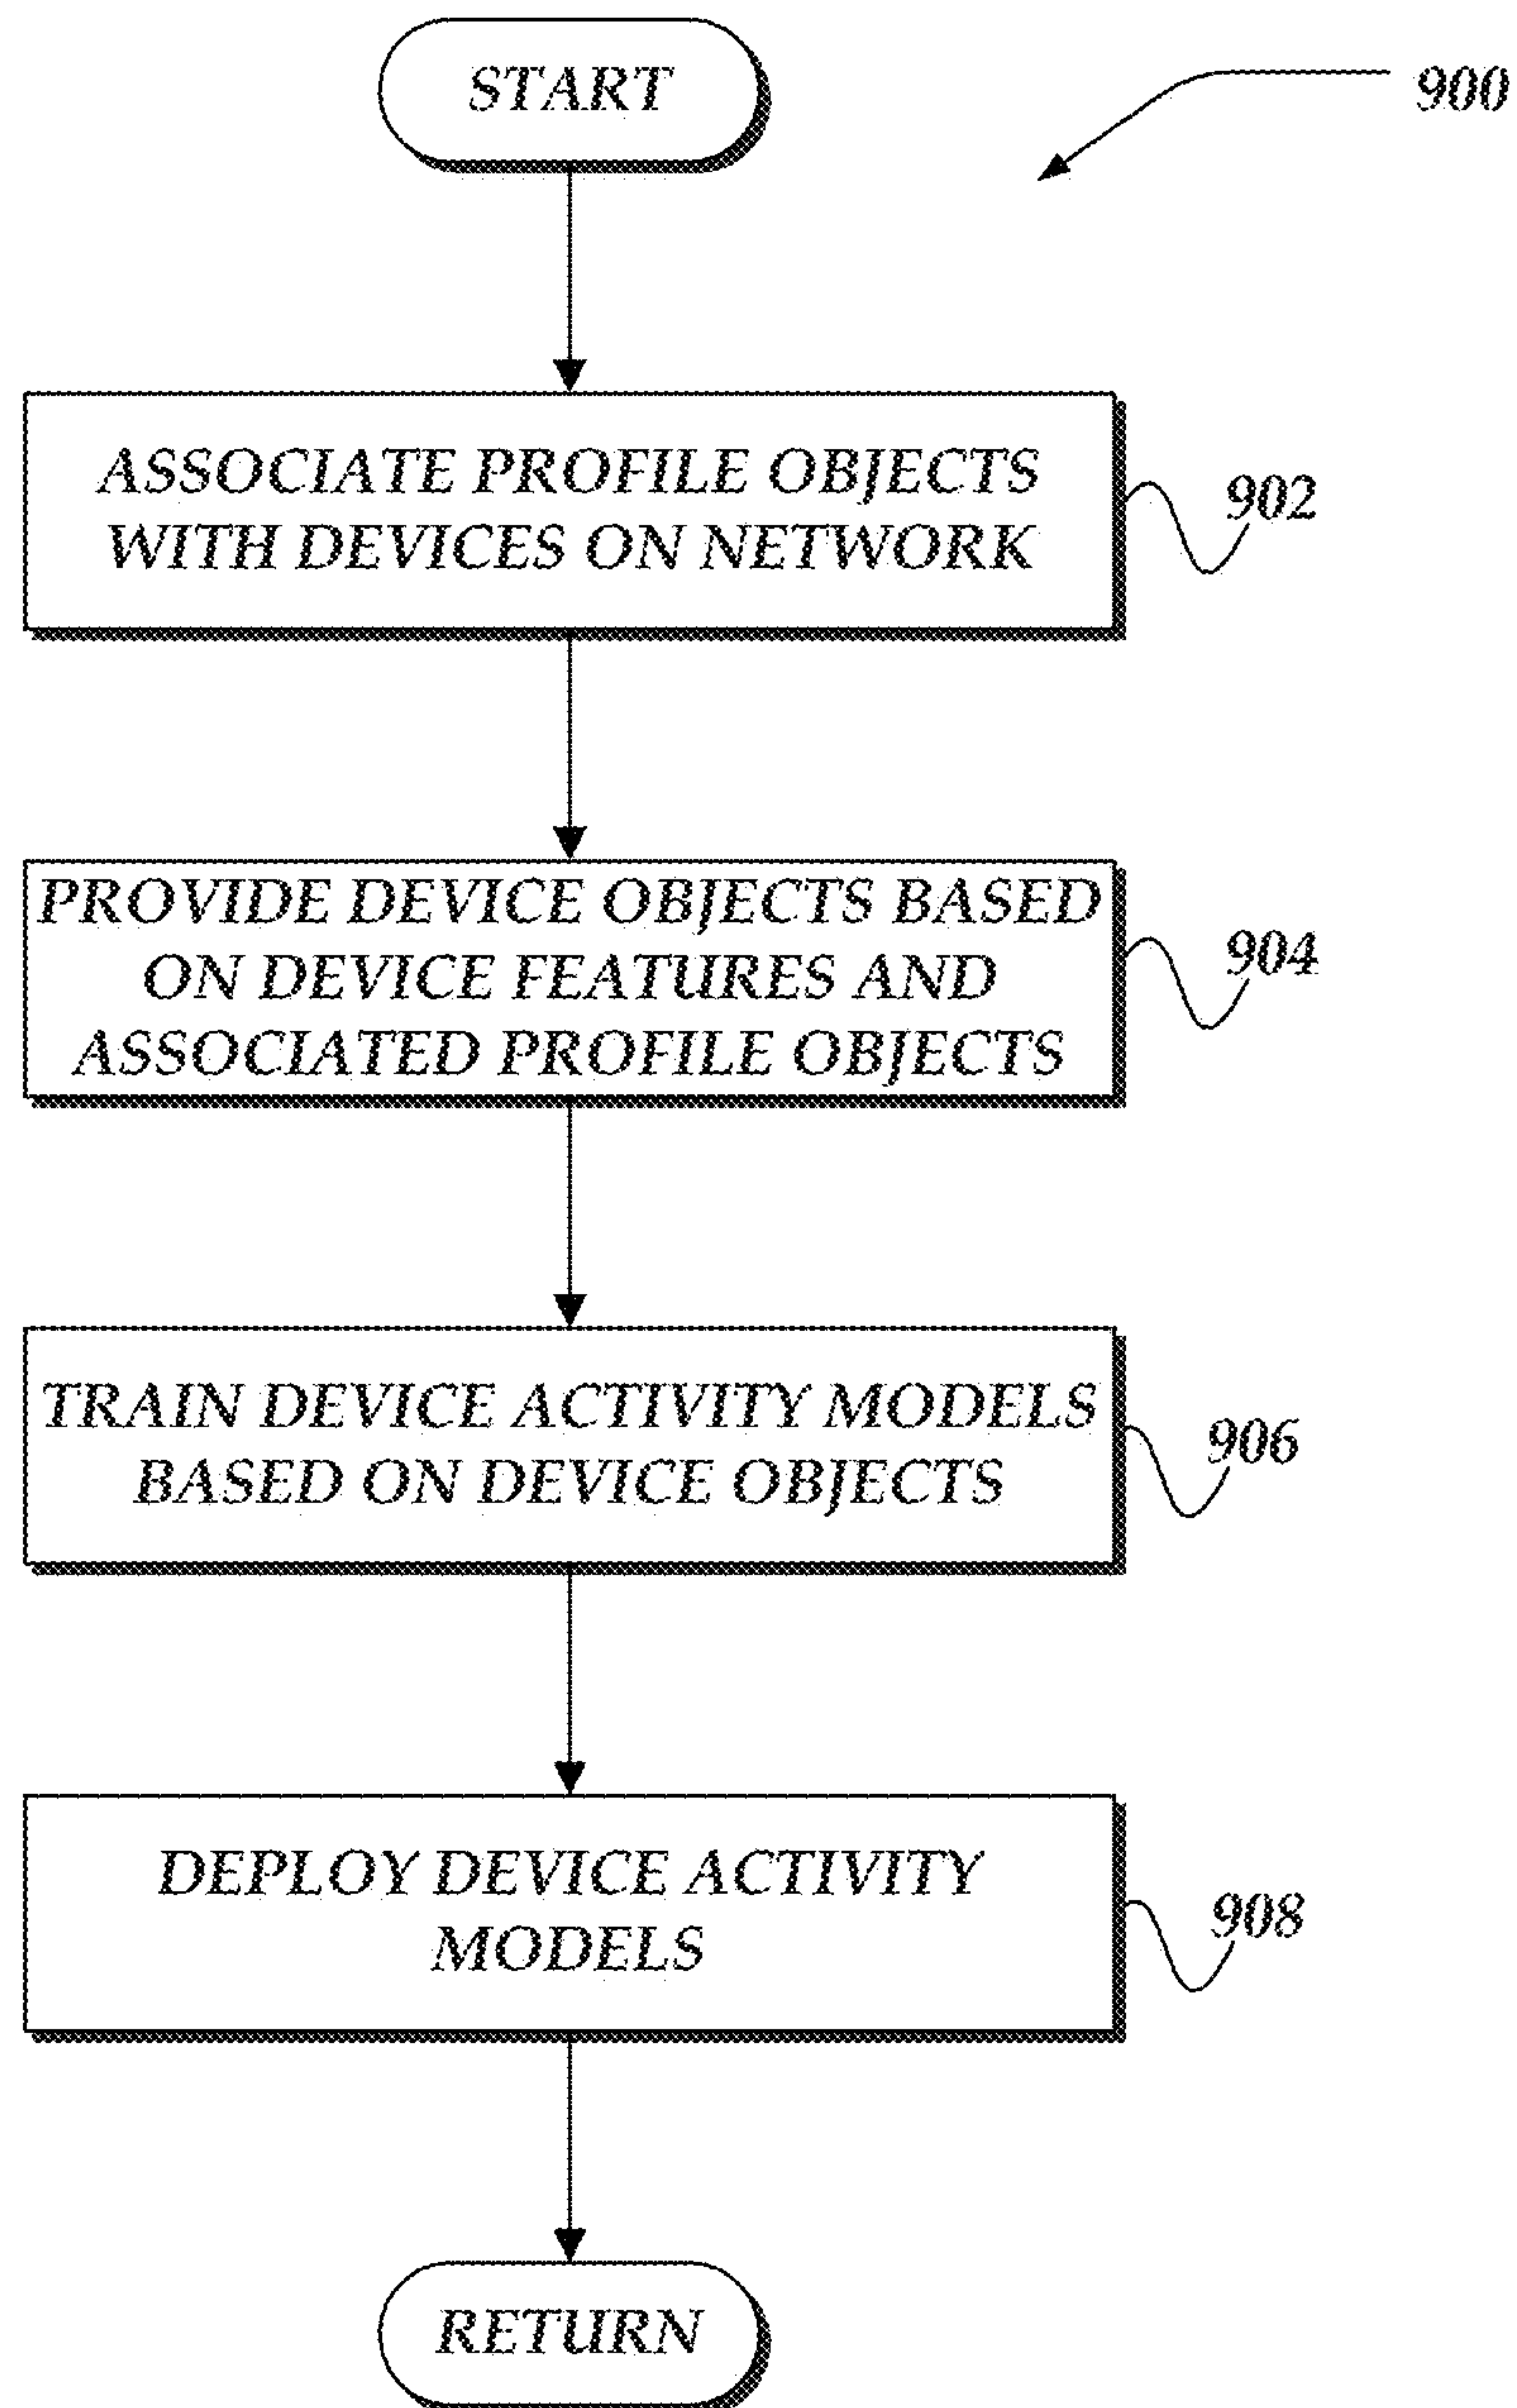 START
900
ASSOCIATE PROFILE OBJECTS
WITH DEVICES ON NETWORK
902
PROVIDE DEVICE OBJECTS BASED
ON DEVICE FEATURES AND
ASSOCIATED PROFILE OBJECTS
904
TRAIN DEVICE ACTIVITY MODELS
BASED ON DEVICE OBJECTS
906
DEPLOY DEVICE ACTIVITY
MODELS
908
RETURN